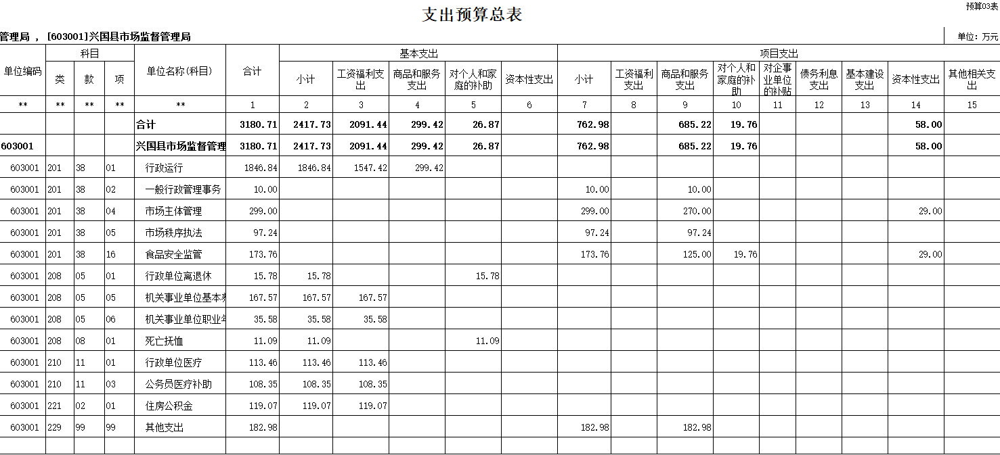 支出预算总表
预算03表
管理局 , [603001]兴国县市场监督管理局 单位: 万元
单位编码 科目 单位名称(科目) 合计 基本支出 项目支出
类 款 项 小计 工资福利支出 商品和服务支出 对个人和家庭的补助 资本性支出 小计 工资福利支出 商品和服务支出 对个人和家庭的补助 对企事业单位的补贴 债务利息支出 基本建设支出 资本性支出 其他相关支出
** ** ** ** ** 1 2 3 4 5 6 7 8 9 10 11 12 13 14 15
合计 3180.71 2417.73 2091.44 299.42 26.87 762.98 685.22 19.76 58.00
603001 兴国县市场监督管理 3180.71 2417.73 2091.44 299.42 26.87 762.98 685.22 19.76 58.00
603001 201 38 01 行政运行 1846.84 1846.84 1547.42 299.42
603001 201 38 02 一般行政管理事务 10.00 10.00 10.00
603001 201 38 04 市场主体管理 299.00 299.00 270.00 29.00
603001 201 38 05 市场秩序执法 97.24 97.24 97.24
603001 201 38 16 食品安全监管 173.76 173.76 125.00 19.76 29.00
603001 208 05 01 行政单位离退休 15.78 15.78 15.78
603001 208 05 05 机关事业单位基本养 167.57 167.57 167.57
603001 208 05 06 机关事业单位职业年 35.58 35.58 35.58
603001 208 08 01 死亡抚恤 11.09 11.09 11.09
603001 210 11 01 行政单位医疗 113.46 113.46 113.46
603001 210 11 03 公务员医疗补助 108.35 108.35 108.35
603001 221 02 01 住房公积金 119.07 119.07 119.07
603001 229 99 99 其他支出 182.98 182.98 182.98